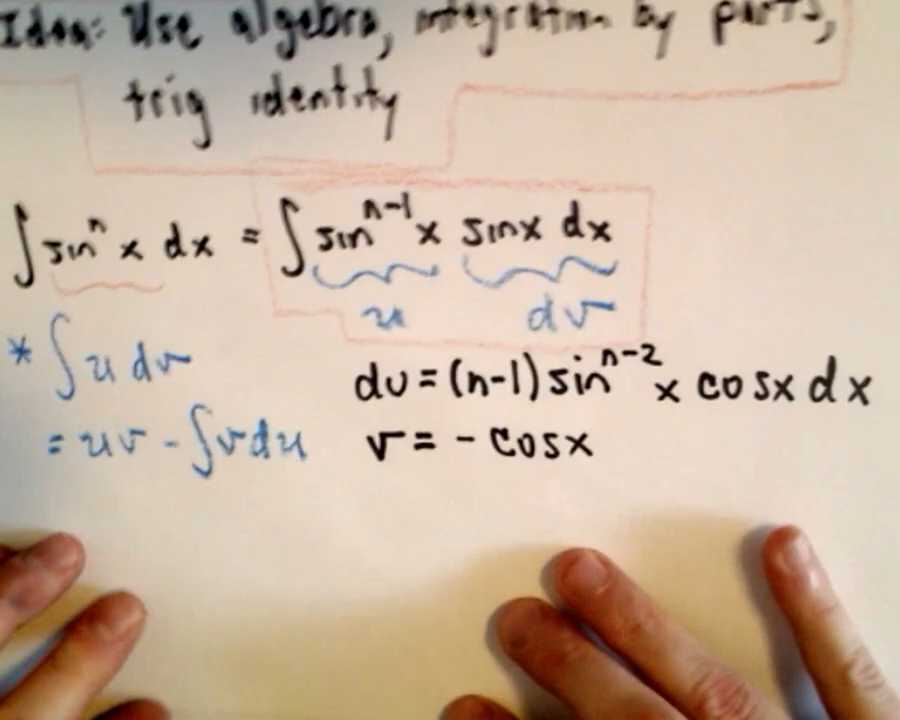 Idea: Use algebra, integration by parts,
trig identity
∫ sinⁿ x dx = ∫ sinⁿ⁻¹ x sinx dx
u dv
* ∫ u dv
= uv - ∫ v du
du = (n-1) sinⁿ⁻² x cosx dx
v = - cosx